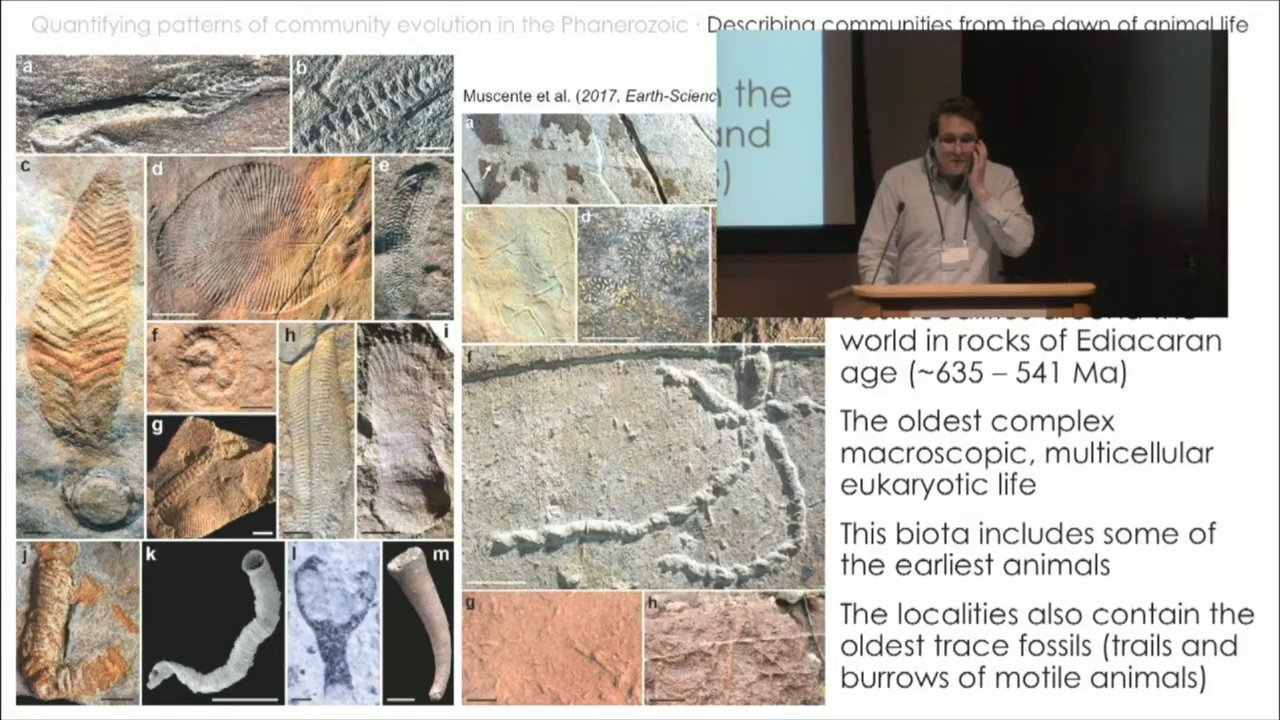 Quantifying patterns of community evolution in the Phanerozoic · Describing communities from the dawn of animal life
Muscente et al. (2017, Earth-Scienc
a
b
c
d
e
f
g
h
i
j
k
l
m
a
c
d
f
g
h
the
and
s)
world in rocks of Ediacaran
age (~635 – 541 Ma)
The oldest complex
macroscopic, multicellular
eukaryotic life
This biota includes some of
the earliest animals
The localities also contain the
oldest trace fossils (trails and
burrows of motile animals)